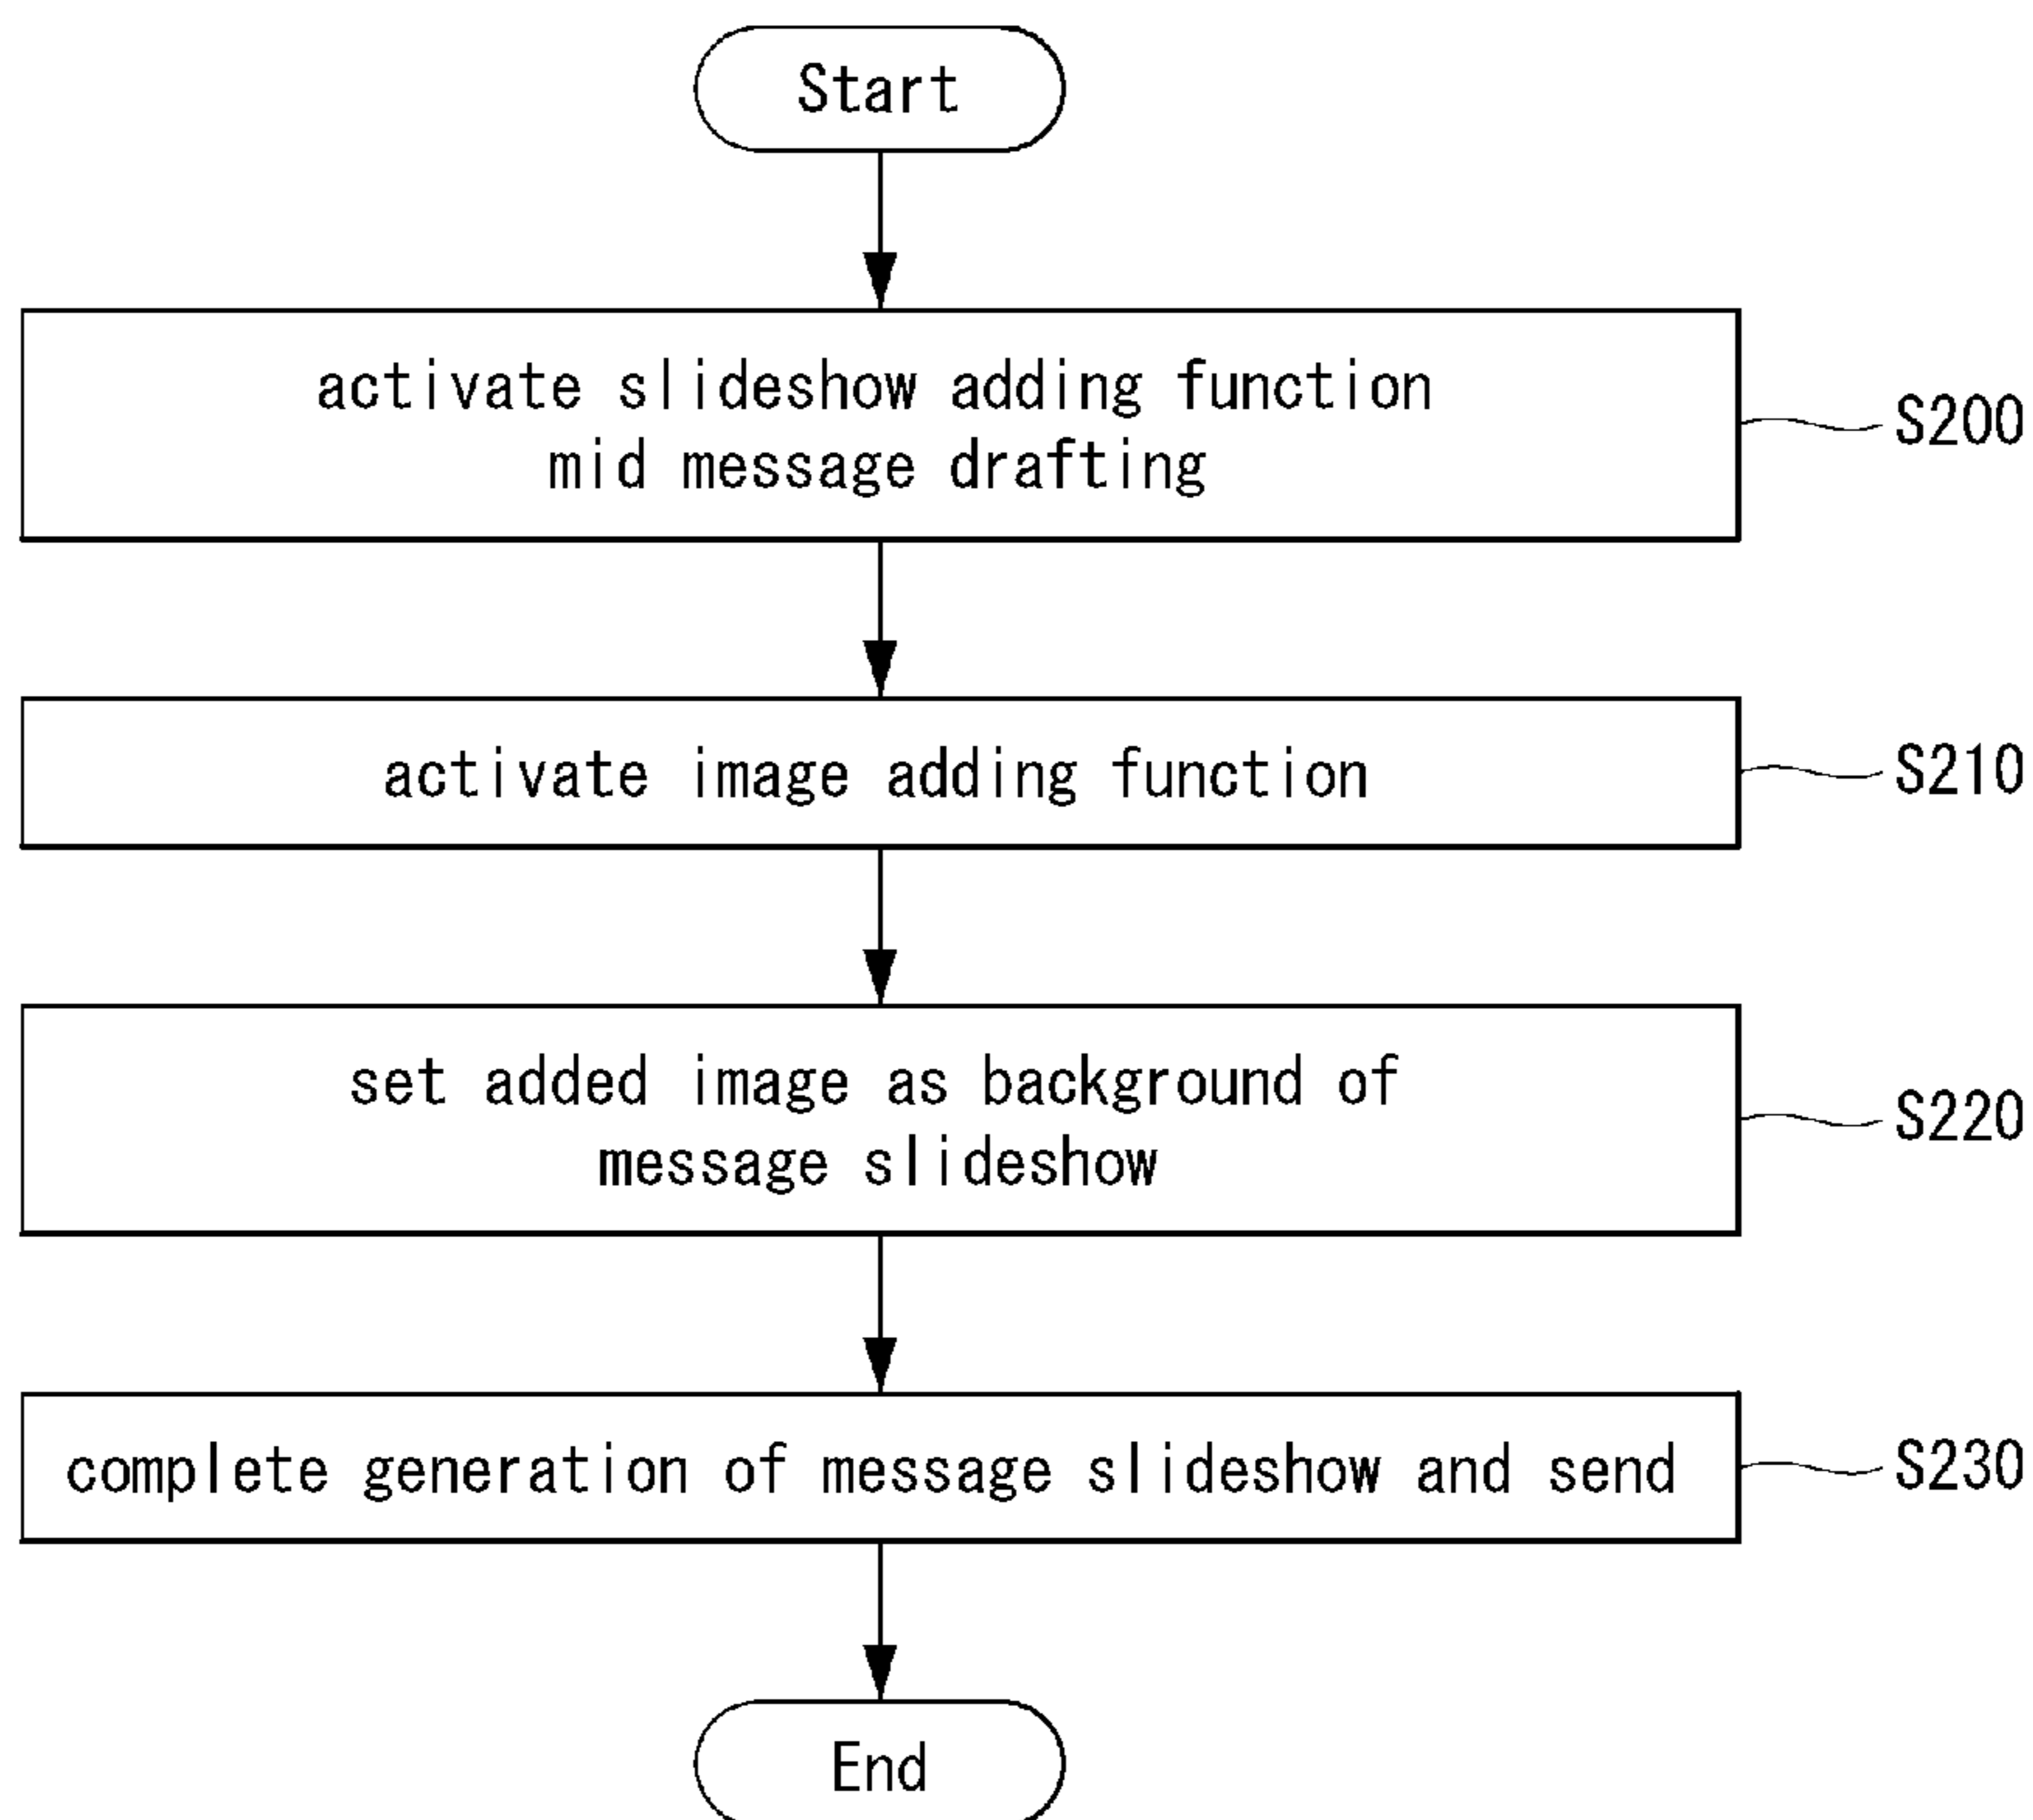 Start
activate slideshow adding function
mid message drafting
S200
activate image adding function
S210
set added image as background of
message slideshow
S220
complete generation of message slideshow and send
S230
End